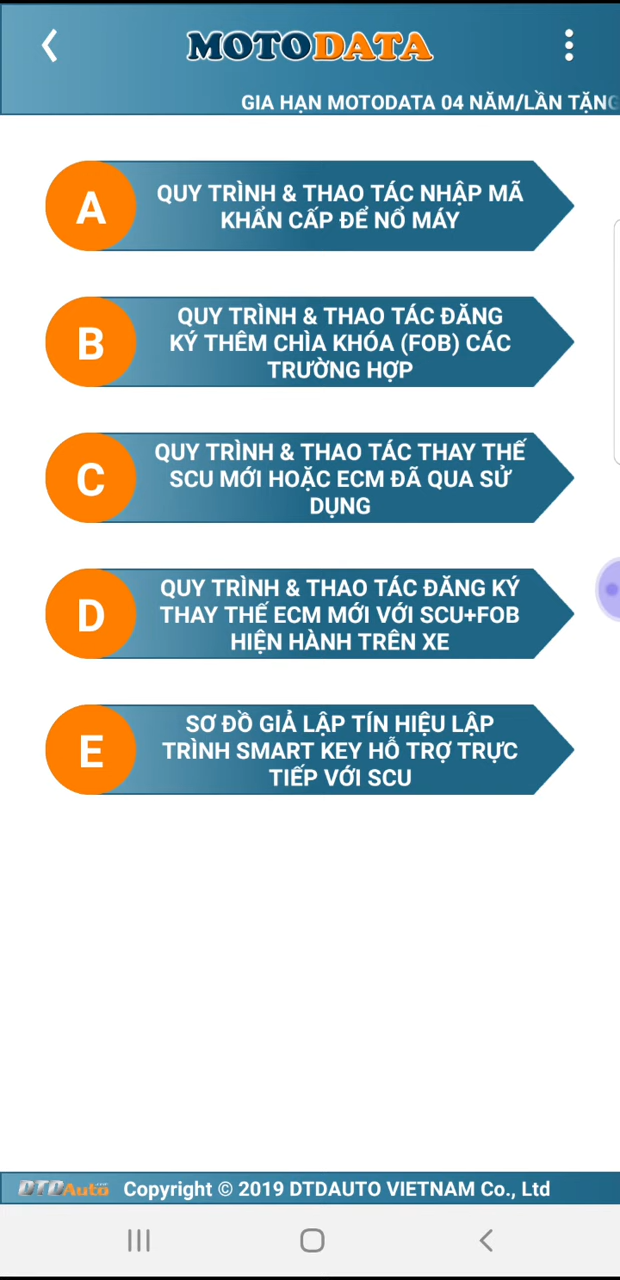 MOTODATA
GIA HẠN MOTODATA 04 NĂM/LẦN TẶNG
A
QUY TRÌNH & THAO TÁC NHẬP MÃ
KHẨN CẤP ĐỂ NỔ MÁY
B
QUY TRÌNH & THAO TÁC ĐĂNG
KÝ THÊM CHÌA KHÓA (FOB) CÁC
TRƯỜNG HỢP
C
QUY TRÌNH & THAO TÁC THAY THẾ
SCU MỚI HOẶC ECM ĐÃ QUA SỬ
DỤNG
D
QUY TRÌNH & THAO TÁC ĐĂNG KÝ
THAY THẾ ECM MỚI VỚI SCU+FOB
HIỆN HÀNH TRÊN XE
E
SƠ ĐỒ GIẢ LẬP TÍN HIỆU LẬP
TRÌNH SMART KEY HỖ TRỢ TRỰC
TIẾP VỚI SCU
DTDAuto.com Copyright © 2019 DTDAUTO VIETNAM Co., Ltd